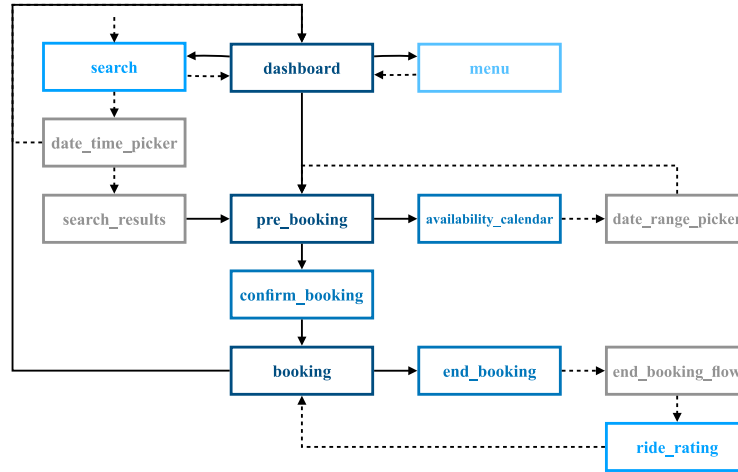 search
dashboard
menu
date_time_picker
search_results
pre_booking
availability_calendar
date_range_picker
confirm_booking
booking
end_booking
end_booking_flow
ride_rating